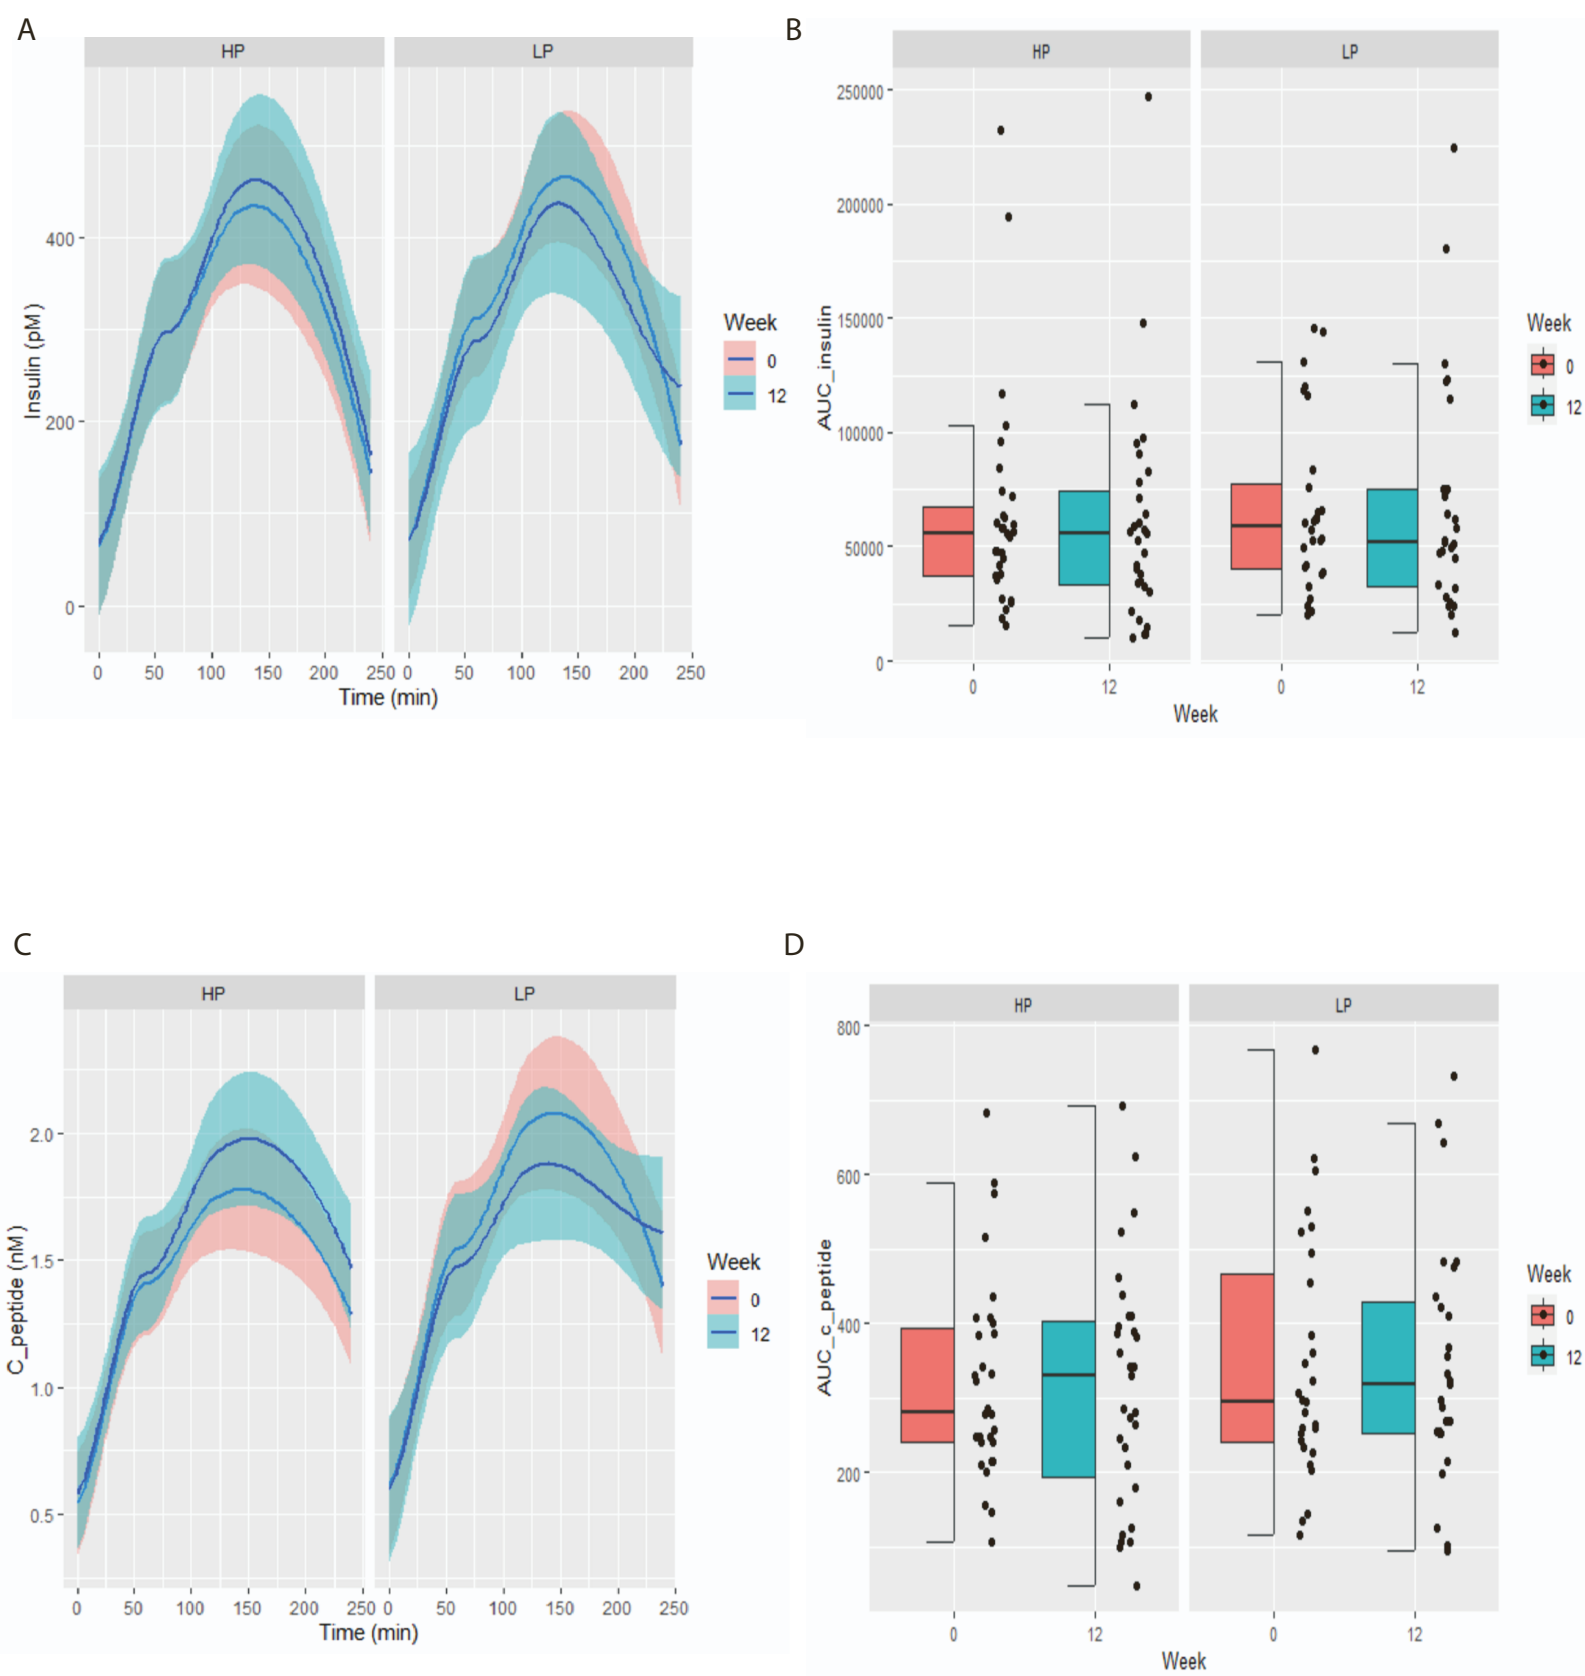 A
HP
LP
Insulin (pM)
400
200
0
0 50 100 150 200 250 0 50 100 150 200 250
Time (min)
Week
0
12
B
HP
LP
AUC_insulin
250000
200000
150000
100000
50000
0
0 12 0 12
Week
Week
0
12
C
HP
LP
C_peptide (nM)
2.0
1.5
1.0
0.5
0 50 100 150 200 250 0 50 100 150 200 250
Time (min)
Week
0
12
D
HP
LP
AUC_c_peptide
800
600
400
200
0 12 0 12
Week
Week
0
12